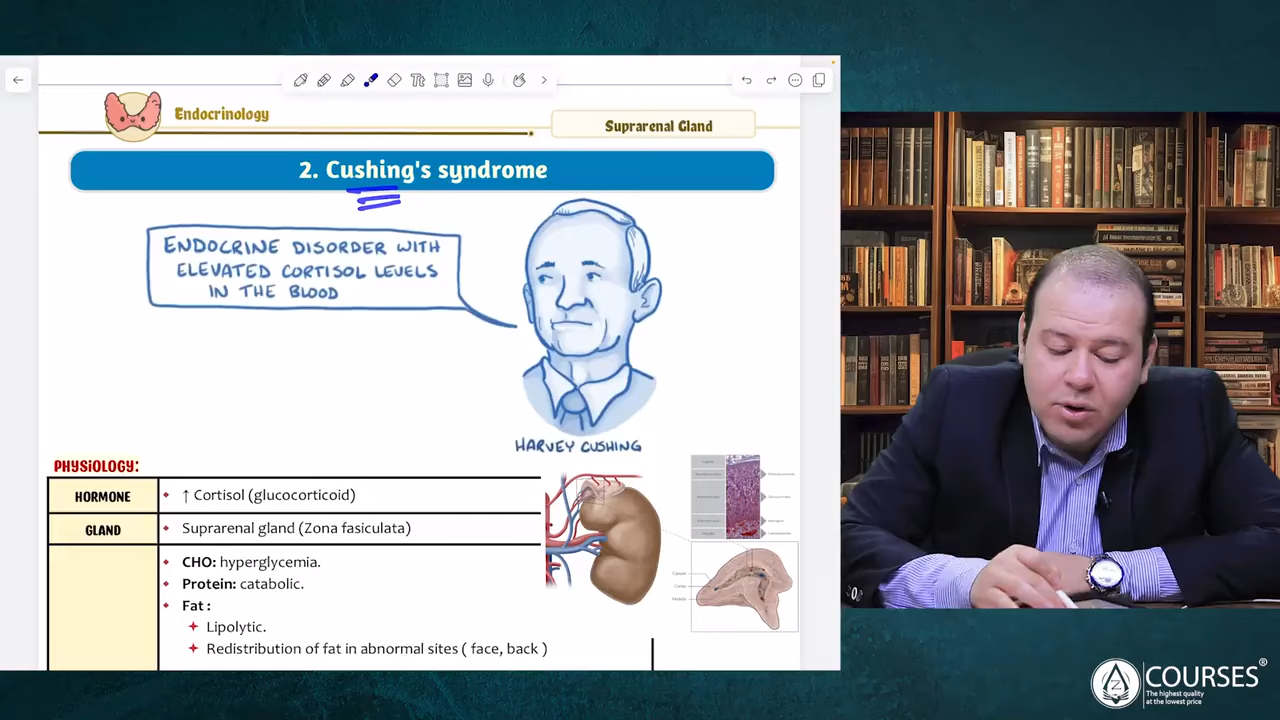 Endocrinology
Suprarenal Gland
2. Cushing's syndrome
ENDOCRINE DISORDER WITH
ELEVATED CORTISOL LEVELS
IN THE BLOOD
HARVEY CUSHING
PHYSIOLOGY:
HORMONE
↑ Cortisol (glucocorticoid)
GLAND
Suprarenal gland (Zona fasiculata)
CHO: hyperglycemia.
Protein: catabolic.
Fat :
Lipolytic.
Redistribution of fat in abnormal sites ( face, back )
Tt
Z
COURSES®
The highest quality
at the lowest price